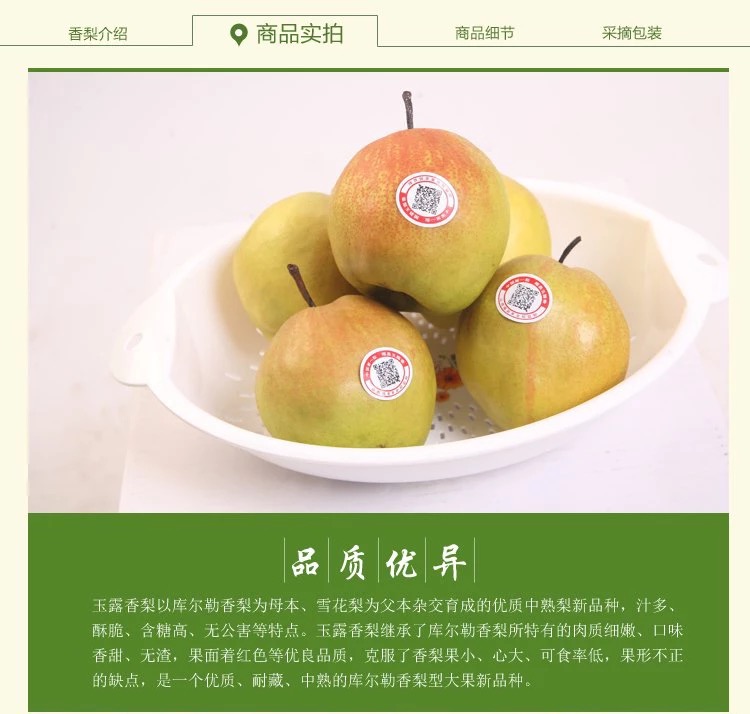 香梨介绍
商品实拍
商品细节
采摘包装
品质优异
玉露香梨以库尔勒香梨为母本、雪花梨为父本杂交育成的优质中熟梨新品种，汁多、
酥脆、含糖高、无公害等特点。玉露香梨继承了库尔勒香梨所特有的肉质细嫩、口味
香甜、无渣，果面着红色等优良品质，克服了香梨果小、心大、可食率低，果形不正
的缺点，是一个优质、耐藏、中熟的库尔勒香梨型大果新品种。